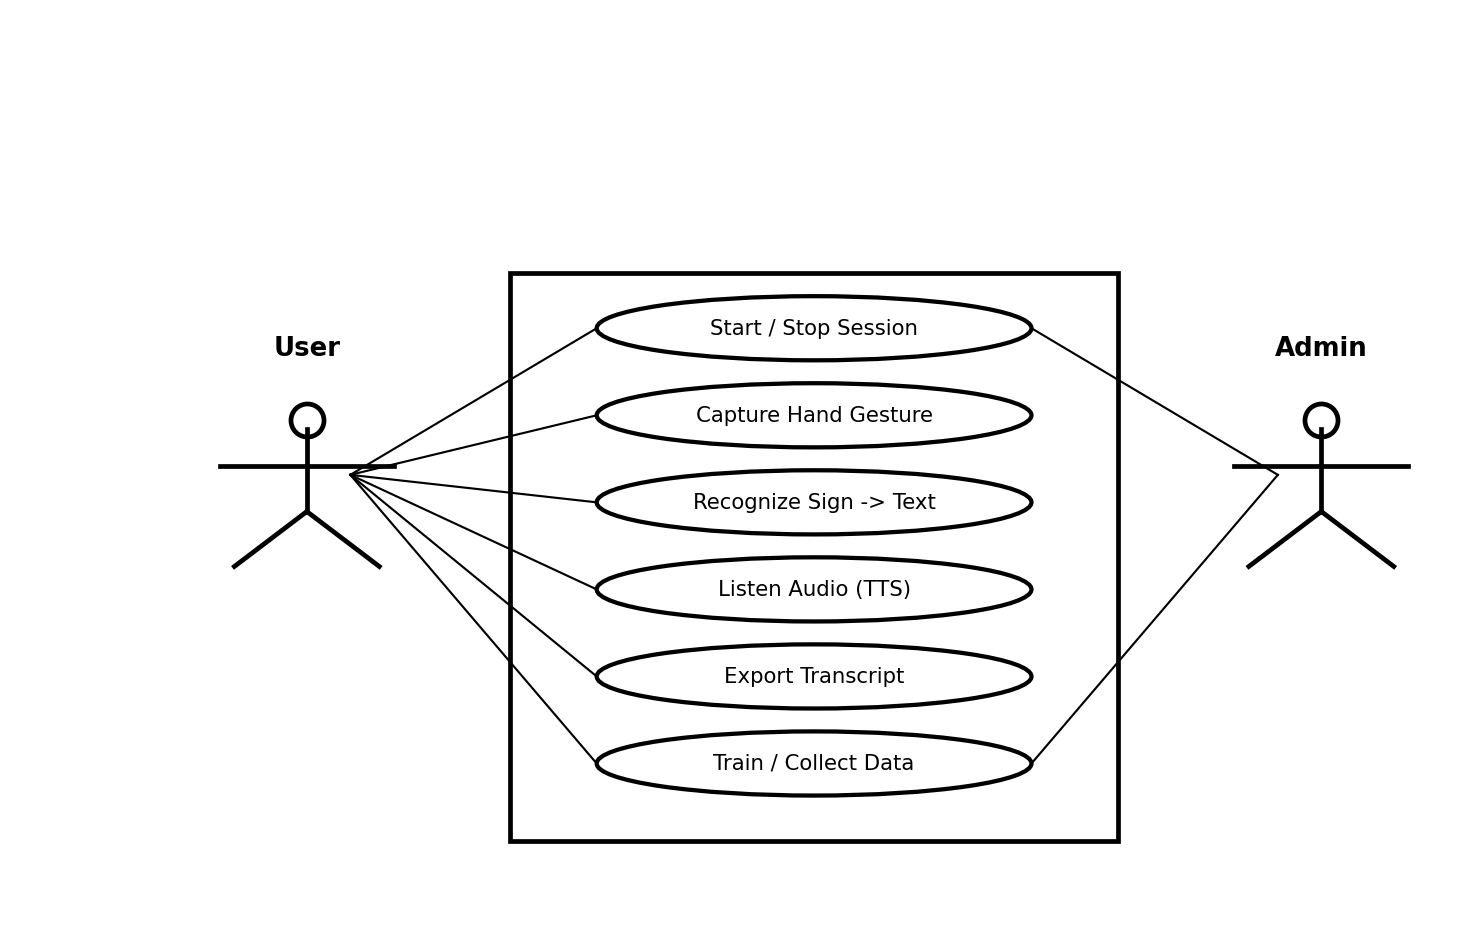 User
Admin
Start / Stop Session
Capture Hand Gesture
Recognize Sign -> Text
Listen Audio (TTS)
Export Transcript
Train / Collect Data